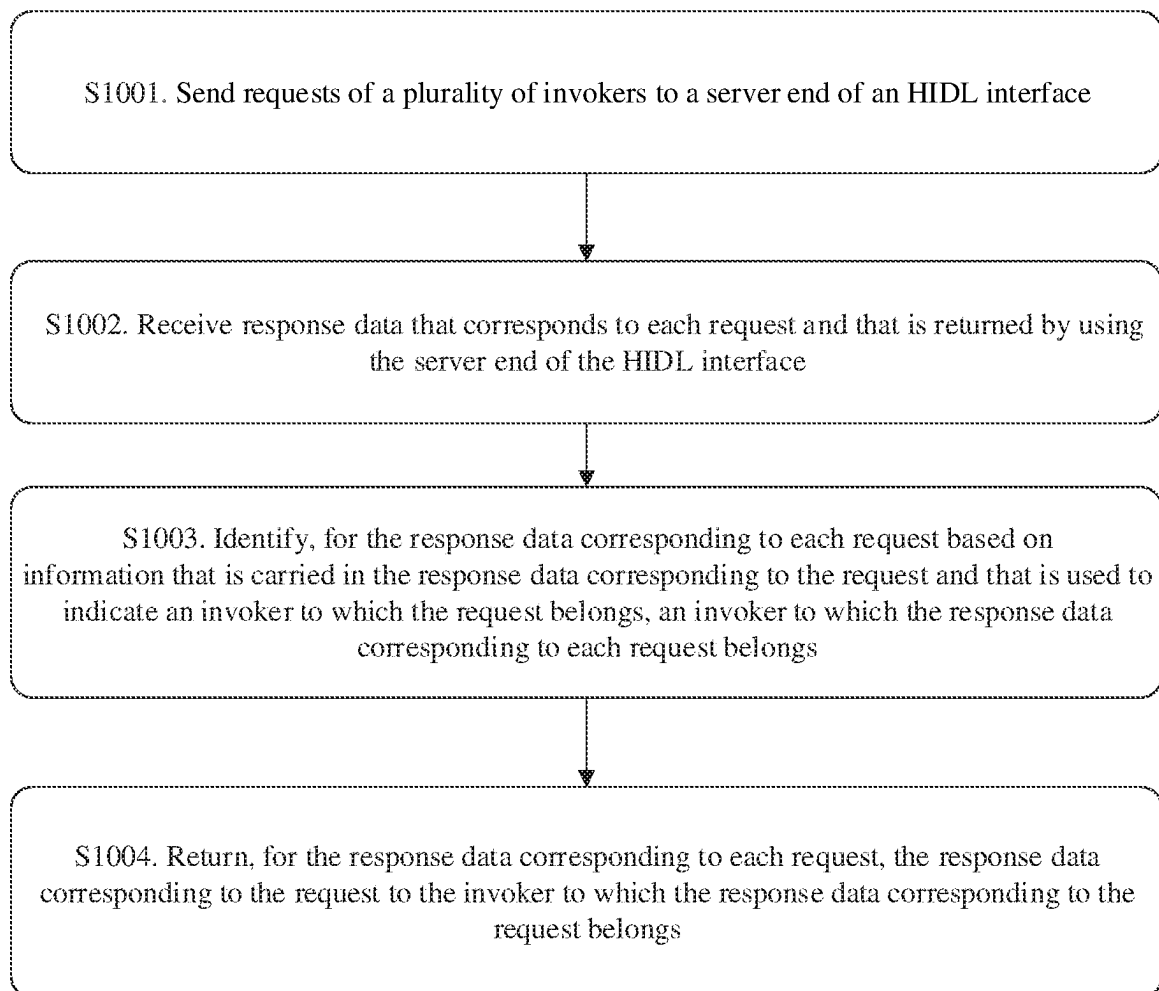 S1001. Send requests of a plurality of invokers to a server end of an HIDL interface
S1002. Receive response data that corresponds to each request and that is returned by using
the server end of the HIDL interface
S1003. Identify, for the response data corresponding to each request based on
information that is carried in the response data corresponding to the request and that is used to
indicate an invoker to which the request belongs, an invoker to which the response data
corresponding to each request belongs
S1004. Return, for the response data corresponding to each request, the response data
corresponding to the request to the invoker to which the response data corresponding to the
request belongs